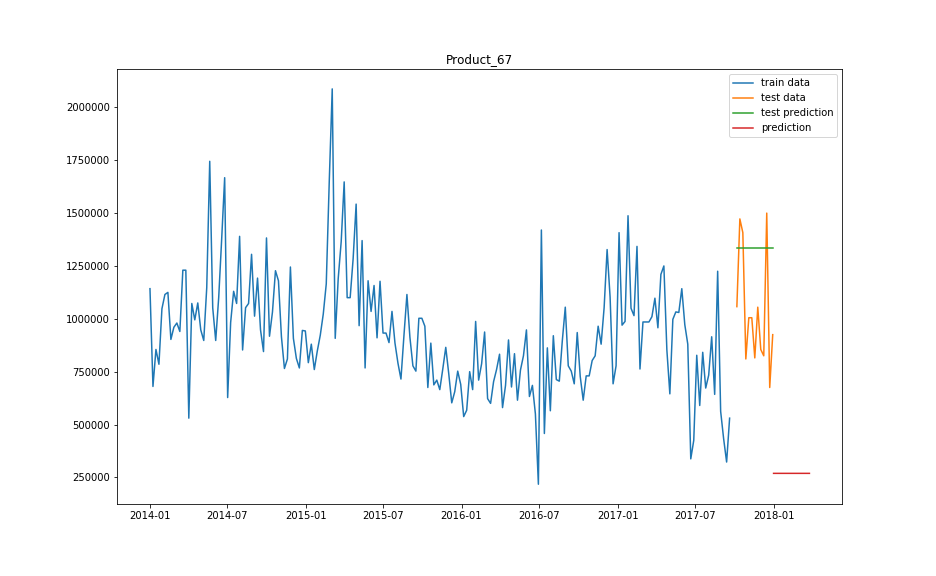 Product_67
train data
test data
test prediction
prediction
2000000
1750000
1500000
1250000
1000000
750000
500000
250000
2014-01 2014-07 2015-01 2015-07 2016-01 2016-07 2017-01 2017-07 2018-01